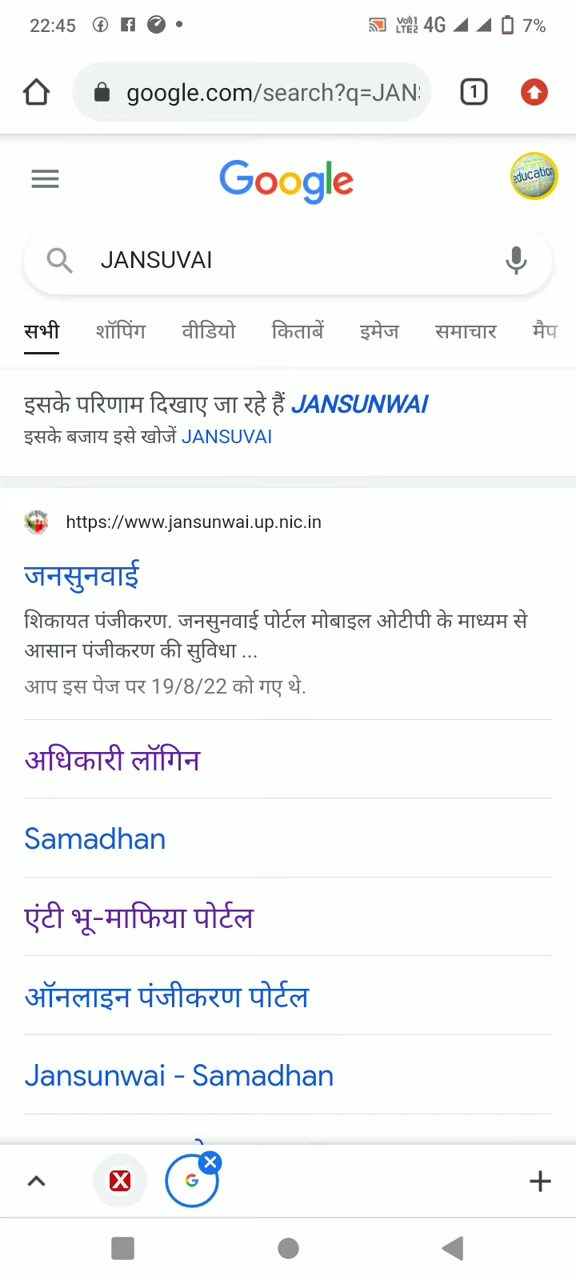 22:45
VoI) 4G 7%
LTE2
google.com/search?q=JAN
1
Google
education
JANSUVAI
सभी शॉपिंग वीडियो किताबें इमेज समाचार मैप
इसके परिणाम दिखाए जा रहे हैं JANSUNWAI
इसके बजाय इसे खोजें JANSUVAI
https://www.jansunwai.up.nic.in
जनसुनवाई
शिकायत पंजीकरण. जनसुनवाई पोर्टल मोबाइल ओटीपी के माध्यम से
आसान पंजीकरण की सुविधा ...
आप इस पेज पर 19/8/22 को गए थे.
अधिकारी लॉगिन
Samadhan
एंटी भू-माफिया पोर्टल
ऑनलाइन पंजीकरण पोर्टल
Jansunwai - Samadhan